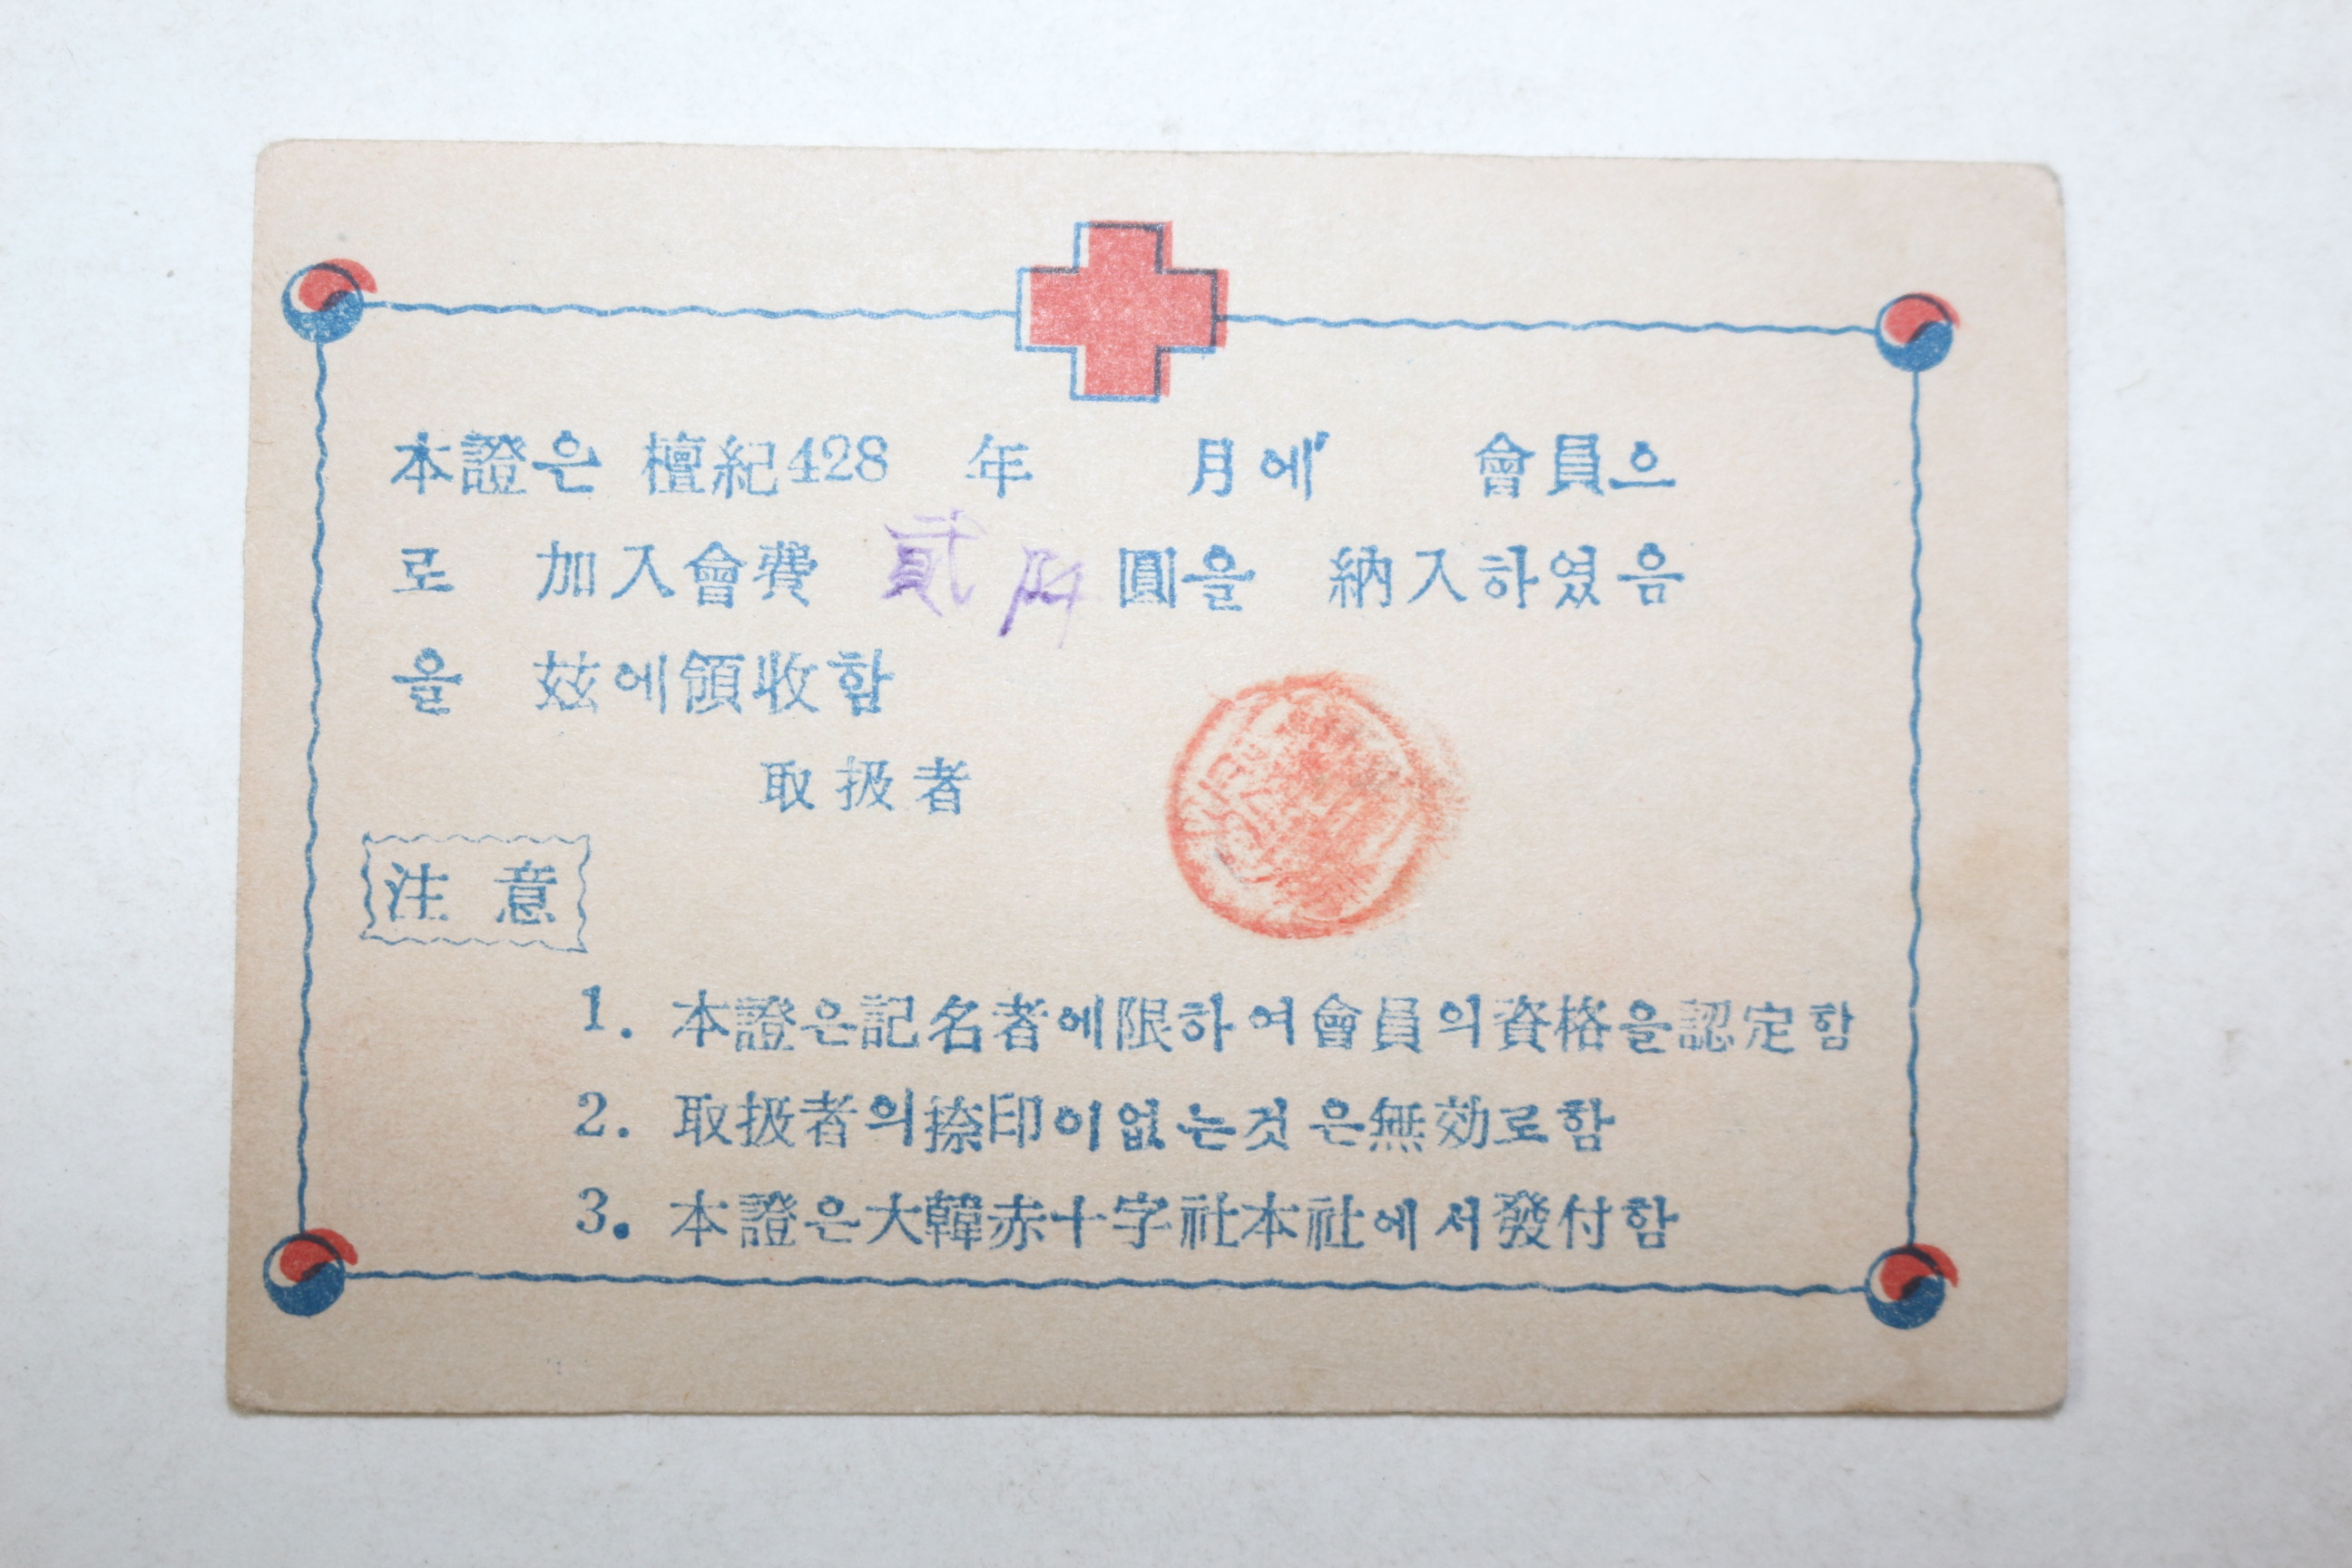 本證은 檀紀428 年 月에 會員으
로 加入會費 貳 圓을 納入하였음
을 玆에領收함
取扱者
注意
1. 本證은記名者에限하여會員의資格을認定함
2. 取扱者의捺印이없는것은無効로함
3. 本證은大韓赤十字社本社에서發付함